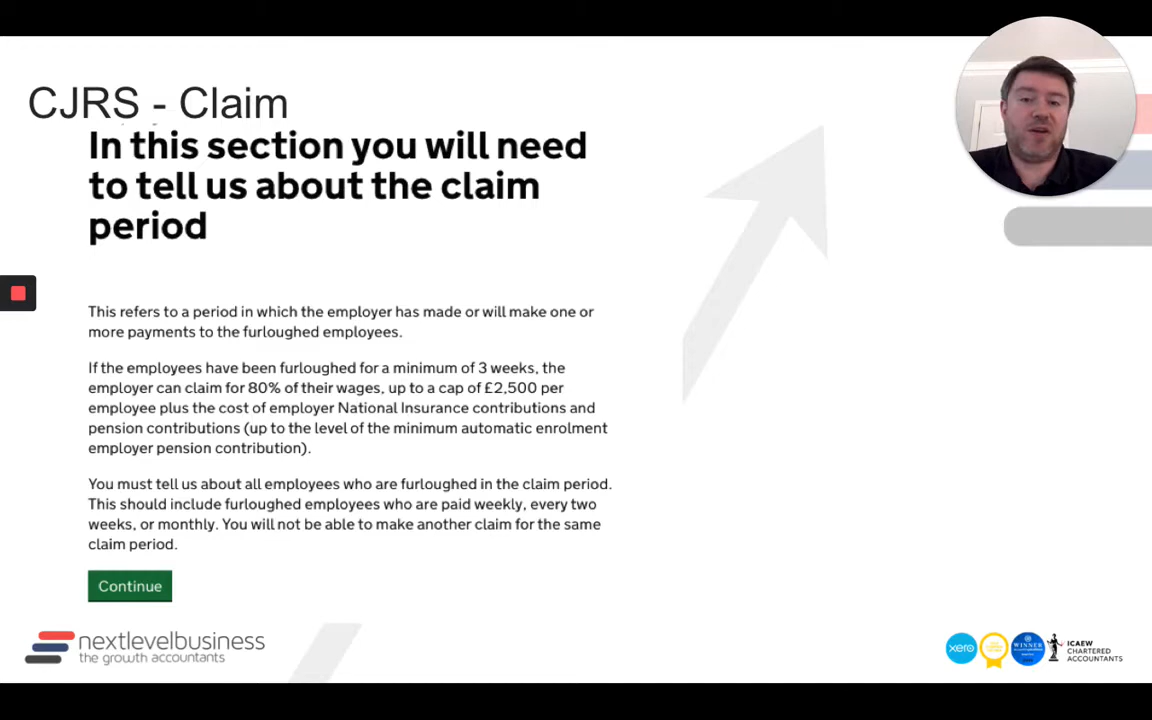 CJRS - Claim
In this section you will need
to tell us about the claim
period
This refers to a period in which the employer has made or will make one or
more payments to the furloughed employees.
If the employees have been furloughed for a minimum of 3 weeks, the
employer can claim for 80% of their wages, up to a cap of £2,500 per
employee plus the cost of employer National Insurance contributions and
pension contributions (up to the level of the minimum automatic enrolment
employer pension contribution).
You must tell us about all employees who are furloughed in the claim period.
This should include furloughed employees who are paid weekly, every two
weeks, or monthly. You will not be able to make another claim for the same
claim period.
Continue
nextlevelbusiness
the growth accountants
xero
WINNER
ICAEW
CHARTERED
ACCOUNTANTS